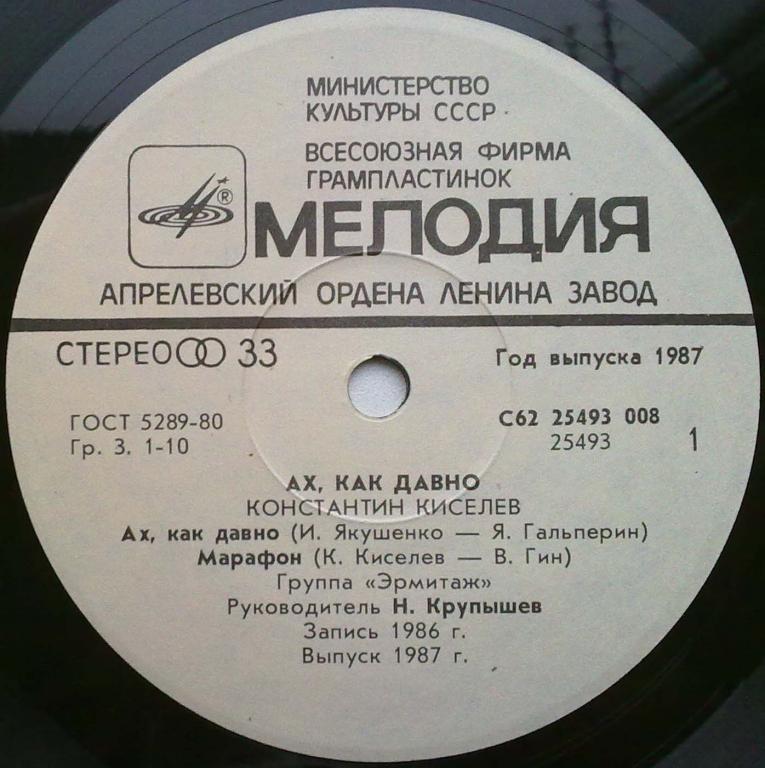 МИНИСТЕРСТВО
КУЛЬТУРЫ СССР
ВСЕСОЮЗНАЯ ФИРМА
ГРАМПЛАСТИНОК
®
МЕЛОДИЯ
АПРЕЛЕВСКИЙ ОРДЕНА ЛЕНИНА ЗАВОД
СТЕРЕО 33
Год выпуска 1987
ГОСТ 5289-80
С62 25493 008
Гр. 3. 1-10
25493 1
АХ, КАК ДАВНО
КОНСТАНТИН КИСЕЛЕВ
Ах, как давно (И. Якушенко — Я. Гальперин)
Марафон (К. Киселев — В. Гин)
Группа «Эрмитаж»
Руководитель Н. Крупышев
Запись 1986 г.
Выпуск 1987 г.